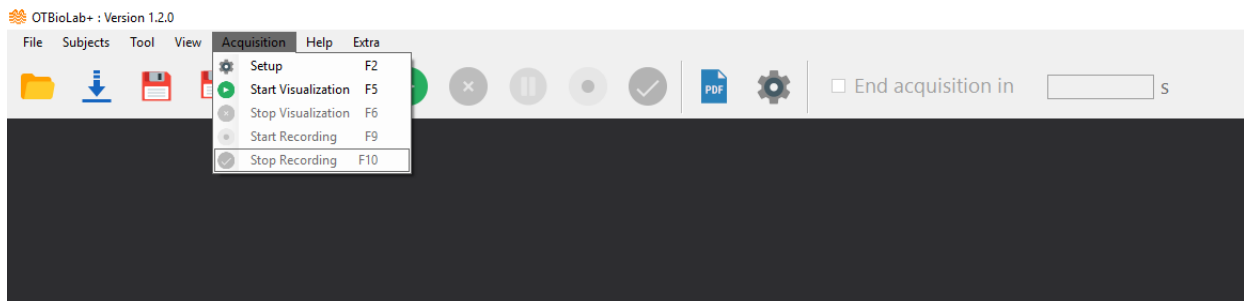 OTBioLab+ : Version 1.2.0
File Subjects Tool View Acquisition Help Extra
Setup F2
Start Visualization F5
Stop Visualization F6
Start Recording F9
Stop Recording F10
PDF
End acquisition in s